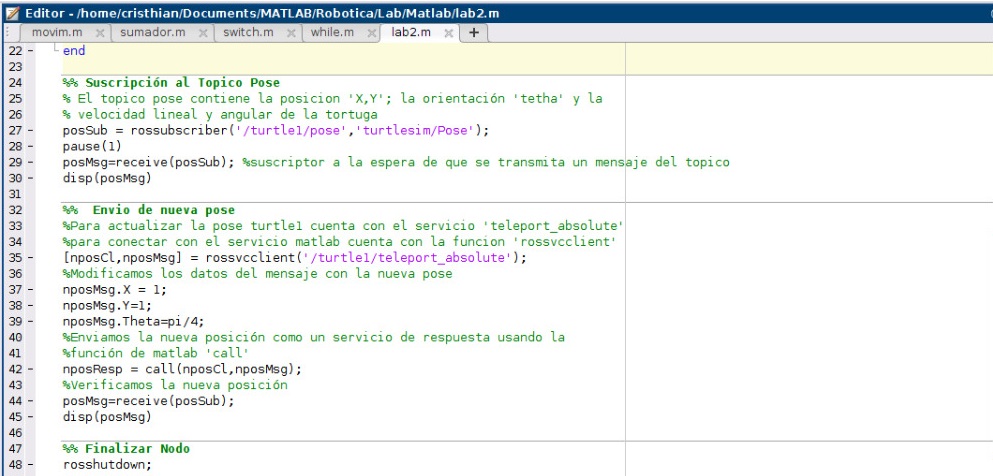 Editor - /home/cristhian/Documents/MATLAB/Robotica/Lab/Matlab/lab2.m
movim.m sumador.m switch.m while.m lab2.m +
22 - end
23
24 %% Suscripción al Topico Pose
25 % El topico pose contiene la posicion 'X,Y'; la orientación 'tetha' y la
26 % velocidad lineal y angular de la tortuga
27 - posSub = rossubscriber('/turtle1/pose','turtlesim/Pose');
28 - pause(1)
29 - posMsg=receive(posSub); %suscriptor a la espera de que se transmita un mensaje del topico
30 - disp(posMsg)
31
32 %%  Envio de nueva pose
33 %Para actualizar la pose turtle1 cuenta con el servicio 'teleport_absolute'
34 %para conectar con el servicio matlab cuenta con la funcion 'rossvcclient'
35 - [nposCl,nposMsg] = rossvcclient('/turtle1/teleport_absolute');
36 %Modificamos los datos del mensaje con la nueva pose
37 - nposMsg.X = 1;
38 - nposMsg.Y=1;
39 - nposMsg.Theta=pi/4;
40 %Enviamos la nueva posición como un servicio de respuesta usando la
41 %función de matlab 'call'
42 - nposResp = call(nposCl,nposMsg);
43 %Verificamos la nueva posición
44 - posMsg=receive(posSub);
45 - disp(posMsg)
46
47 %% Finalizar Nodo
48 - rosshutdown;